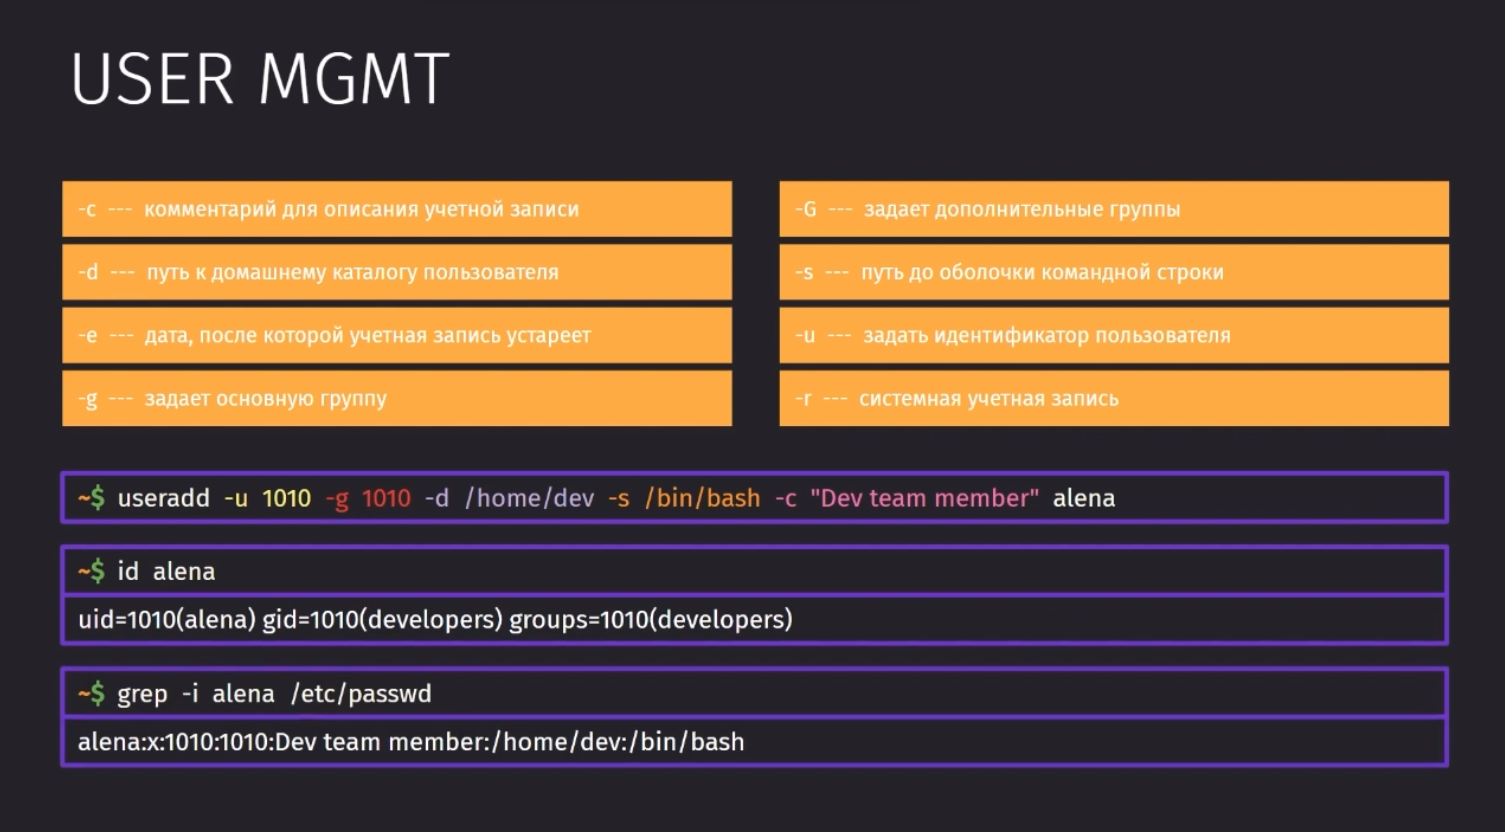 USER MGMT
-c --- комментарий для описания учетной записи
-d --- путь к домашнему каталогу пользователя
-e --- дата, после которой учетная запись устареет
-g --- задает основную группу
-G --- задает дополнительные группы
-s --- путь до оболочки командной строки
-u --- задать идентификатор пользователя
-r --- системная учетная запись
~$ useradd -u 1010 -g 1010 -d /home/dev -s /bin/bash -c "Dev team member" alena
~$ id alena
uid=1010(alena) gid=1010(developers) groups=1010(developers)
~$ grep -i alena /etc/passwd
alena:x:1010:1010:Dev team member:/home/dev:/bin/bash